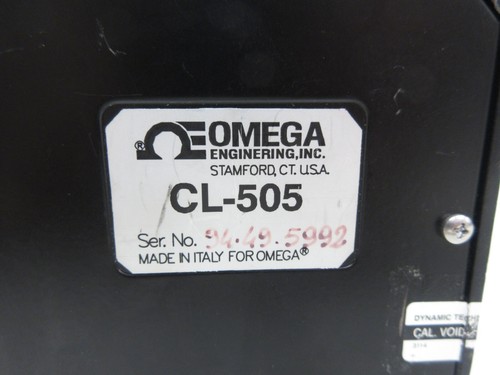 ® OMEGA
ENGINERING,INC.
STAMFORD, CT. U.S.A.
CL-505
Ser. No. 94.49.5992
MADE IN ITALY FOR OMEGA®
DYNAMIC
CAL. VOID